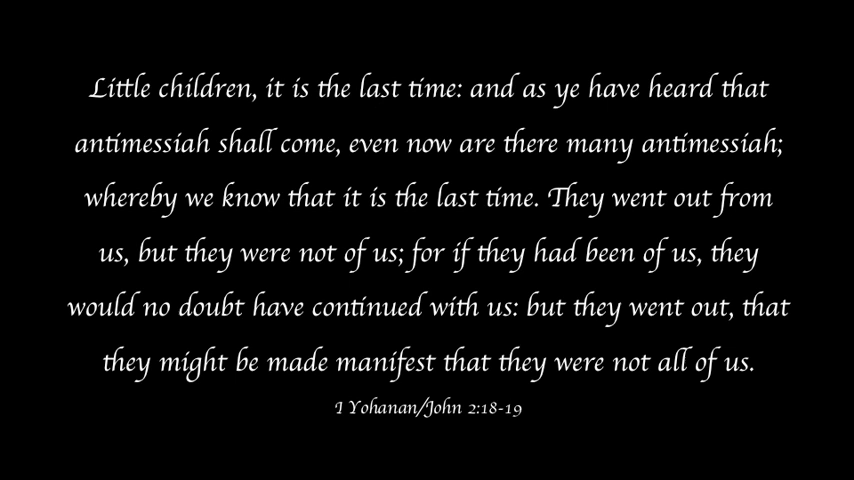 Little children, it is the last time: and as ye have heard that
antimessiah shall come, even now are there many antimessiah;
whereby we know that it is the last time. They went out from
us, but they were not of us; for if they had been of us, they
would no doubt have continued with us: but they went out, that
they might be made manifest that they were not all of us.
I Yohanan/John 2:18-19